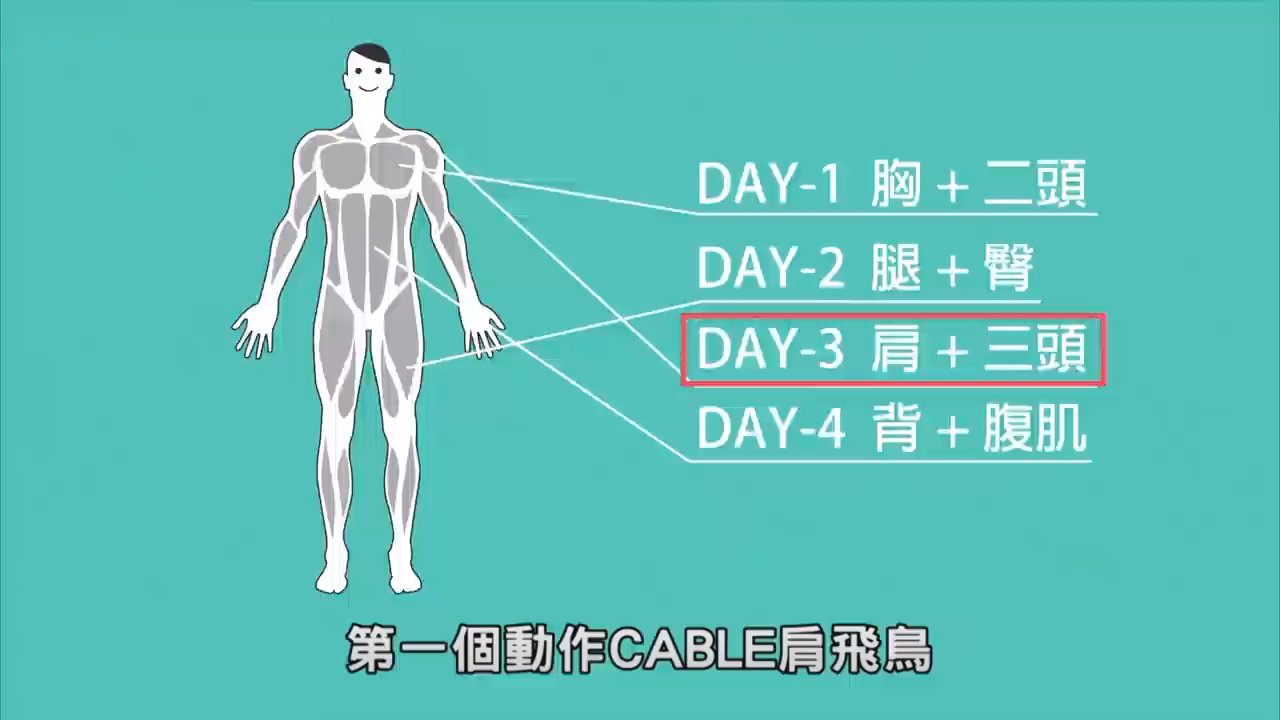 DAY-1 胸 + 二頭
DAY-2 腿 + 臀
DAY-3 肩 + 三頭
DAY-4 背 + 腹肌
第一個動作CABLE肩飛鳥